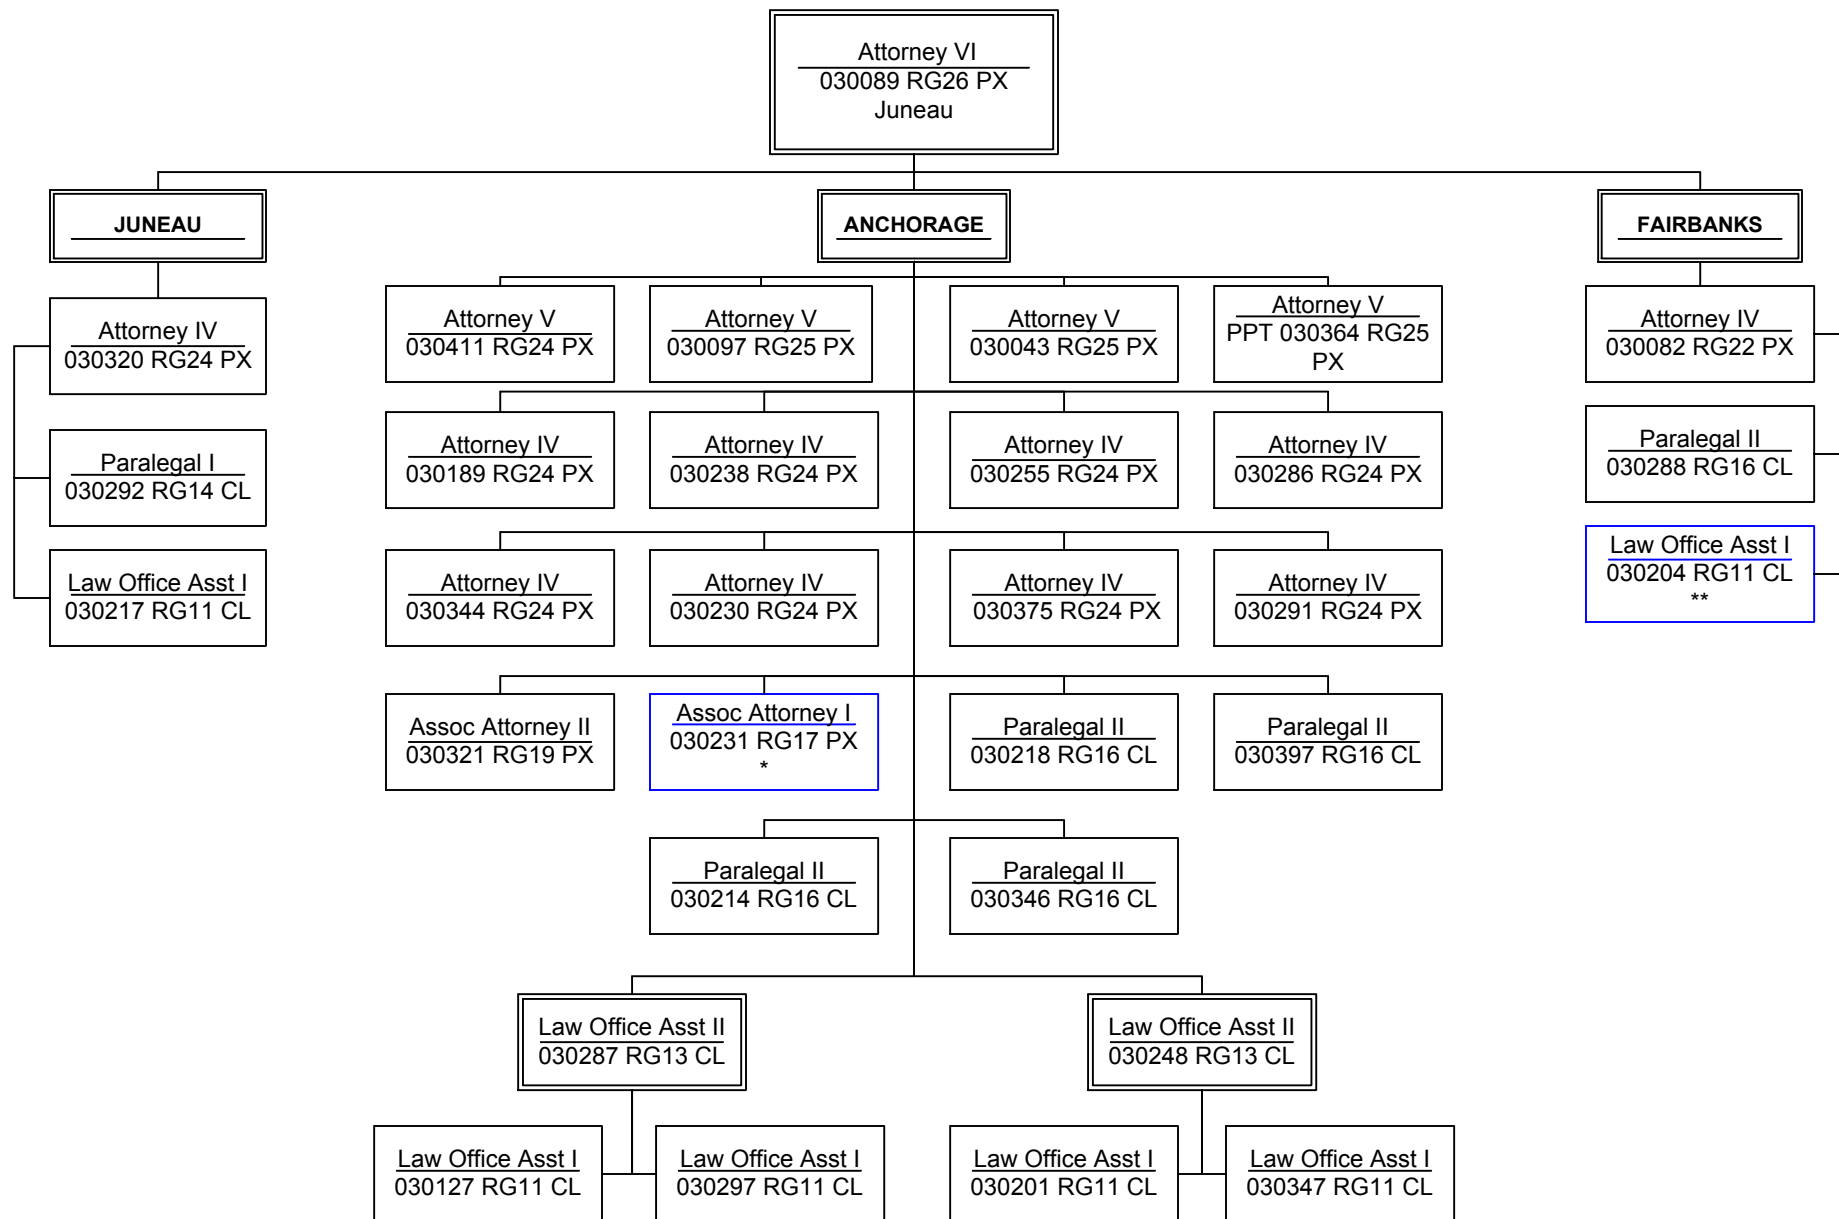 Attorney VI
030089 RG26 PX
Juneau
JUNEAU
ANCHORAGE
FAIRBANKS
Attorney IV
030320 RG24 PX
Paralegal I
030292 RG14 CL
Law Office Asst I
030217 RG11 CL
Attorney V
030411 RG24 PX
Attorney V
030097 RG25 PX
Attorney V
030043 RG25 PX
Attorney V
PPT 030364 RG25
PX
Attorney IV
030189 RG24 PX
Attorney IV
030238 RG24 PX
Attorney IV
030255 RG24 PX
Attorney IV
030286 RG24 PX
Attorney IV
030344 RG24 PX
Attorney IV
030230 RG24 PX
Attorney IV
030375 RG24 PX
Attorney IV
030291 RG24 PX
Assoc Attorney II
030321 RG19 PX
Assoc Attorney I
030231 RG17 PX
*
Paralegal II
030218 RG16 CL
Paralegal II
030397 RG16 CL
Paralegal II
030214 RG16 CL
Paralegal II
030346 RG16 CL
Law Office Asst II
030287 RG13 CL
Law Office Asst II
030248 RG13 CL
Law Office Asst I
030127 RG11 CL
Law Office Asst I
030297 RG11 CL
Law Office Asst I
030201 RG11 CL
Law Office Asst I
030347 RG11 CL
Attorney IV
030082 RG22 PX
Paralegal II
030288 RG16 CL
Law Office Asst I
030204 RG11 CL
**